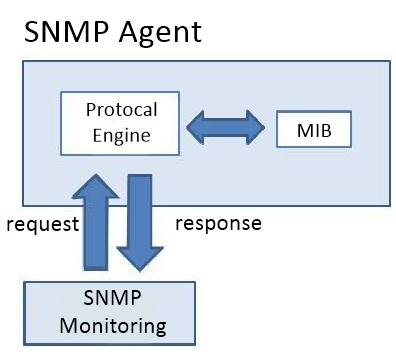 SNMP Agent
Protocal
Engine
MIB
request
response
SNMP
Monitoring